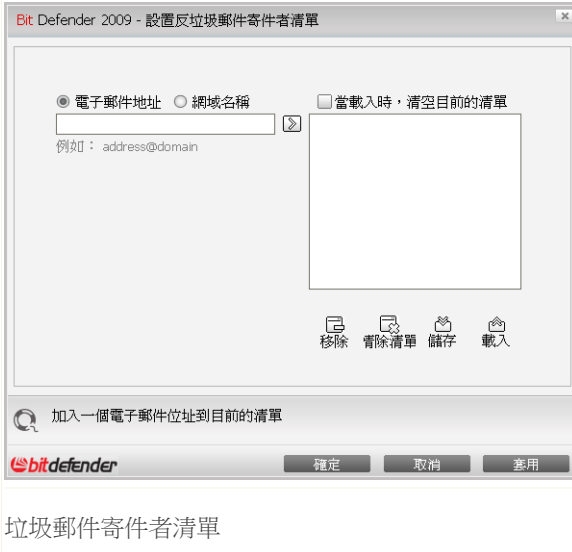 Bit Defender 2009 - 設置反垃圾郵件寄件者清單
電子郵件地址 網域名稱
當載入時，清空目前的清單
例如： address@domain
移除 青除清單 儲存 載入
加入一個電子郵件位址到目前的清單
bitdefender
確定 取消 套用
垃圾郵件寄件者清單